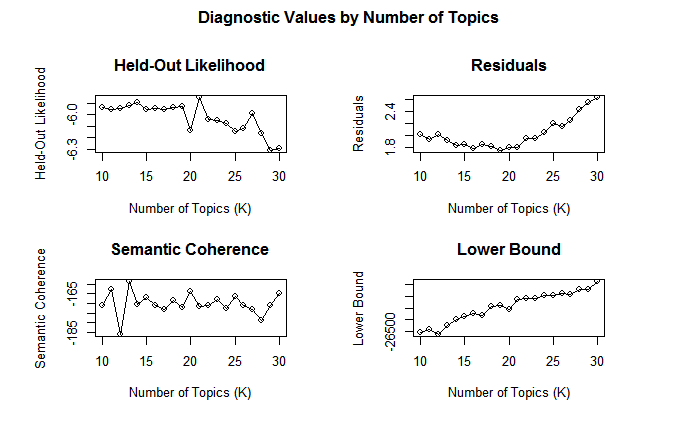 Diagnostic Values by Number of Topics
Held-Out Likelihood
Held-Out Likelihood
-6.0
-6.3
10 15 20 25 30
Number of Topics (K)
Residuals
Residuals
2.4
1.8
10 15 20 25 30
Number of Topics (K)
Semantic Coherence
Semantic Coherence
-165
-185
10 15 20 25 30
Number of Topics (K)
Lower Bound
Lower Bound
-26500
10 15 20 25 30
Number of Topics (K)